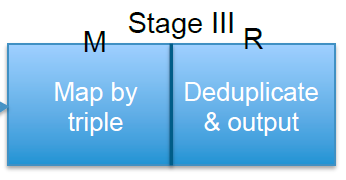 Stage III
M
R
Map by
triple
Deduplicate
& output